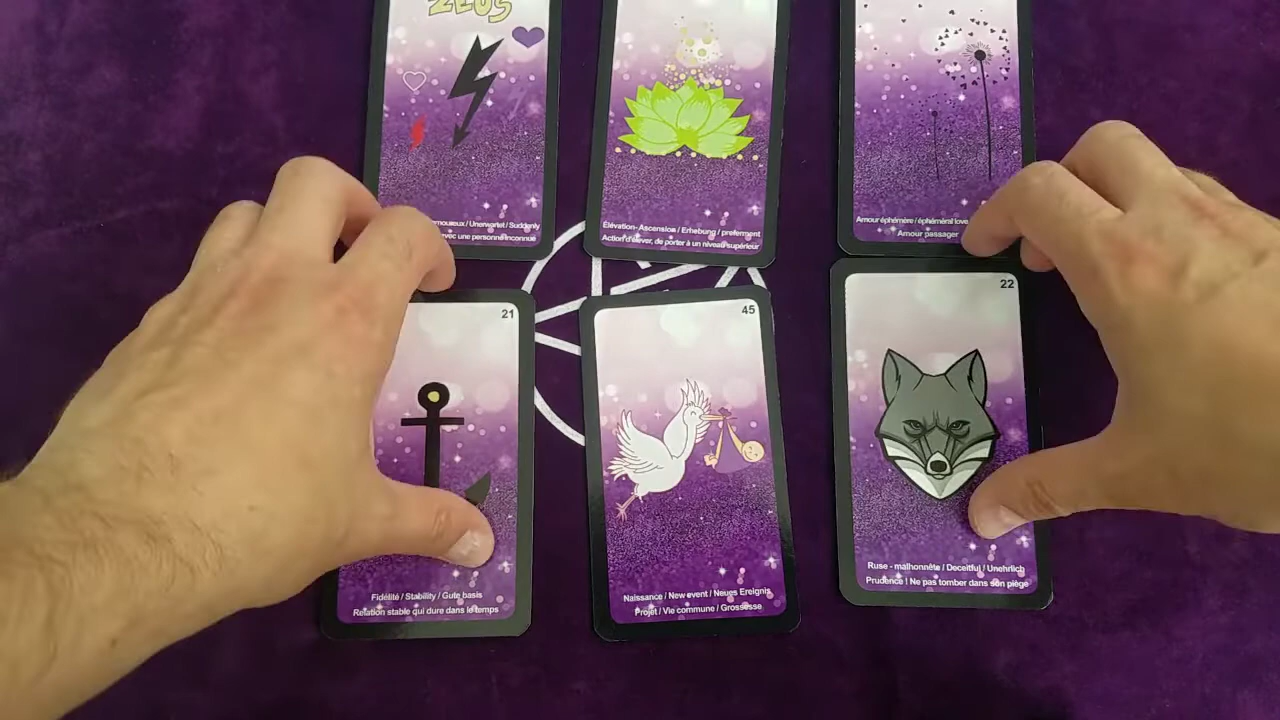 ZEUS
Unerwartet / Suddenly
avec une personne inconnue
Élévation- Ascension / Erhebung / preferment
Action d'élever, de porter à un niveau supérieur
Amour éphémère / éphéméral love
Amour passager
21
Fidélité / Stability / Gute basis
Relation stable qui dure dans le temps
45
Naissance / New event / Neues Ereignis
Projet / Vie commune / Grossesse
22
Ruse - malhonnête / Deceitful / Unehrlich
Prudence ! Ne pas tomber dans son piège